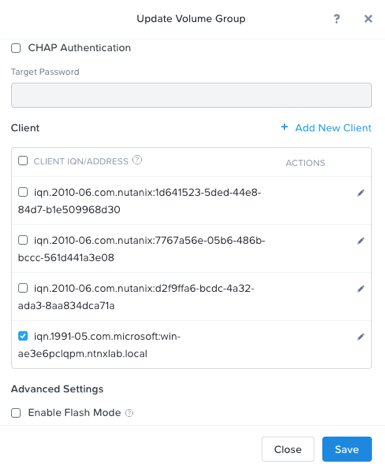 Update Volume Group
? ×
CHAP Authentication
Target Password
Client
+ Add New Client
CLIENT IQN/ADDRESS ?
ACTIONS
iqn.2010-06.com.nutanix:1d641523-5ded-44e8-
84d7-b1e509968d30
iqn.2010-06.com.nutanix:7767a56e-05b6-486b-
bccc-561d441a3e08
iqn.2010-06.com.nutanix:d2f9ffa6-bcdc-4a32-
ada3-8aa834dca71a
iqn.1991-05.com.microsoft:win-
ae3e6pclqpm.ntnxlab.local
Advanced Settings
Enable Flash Mode ?
Close
Save